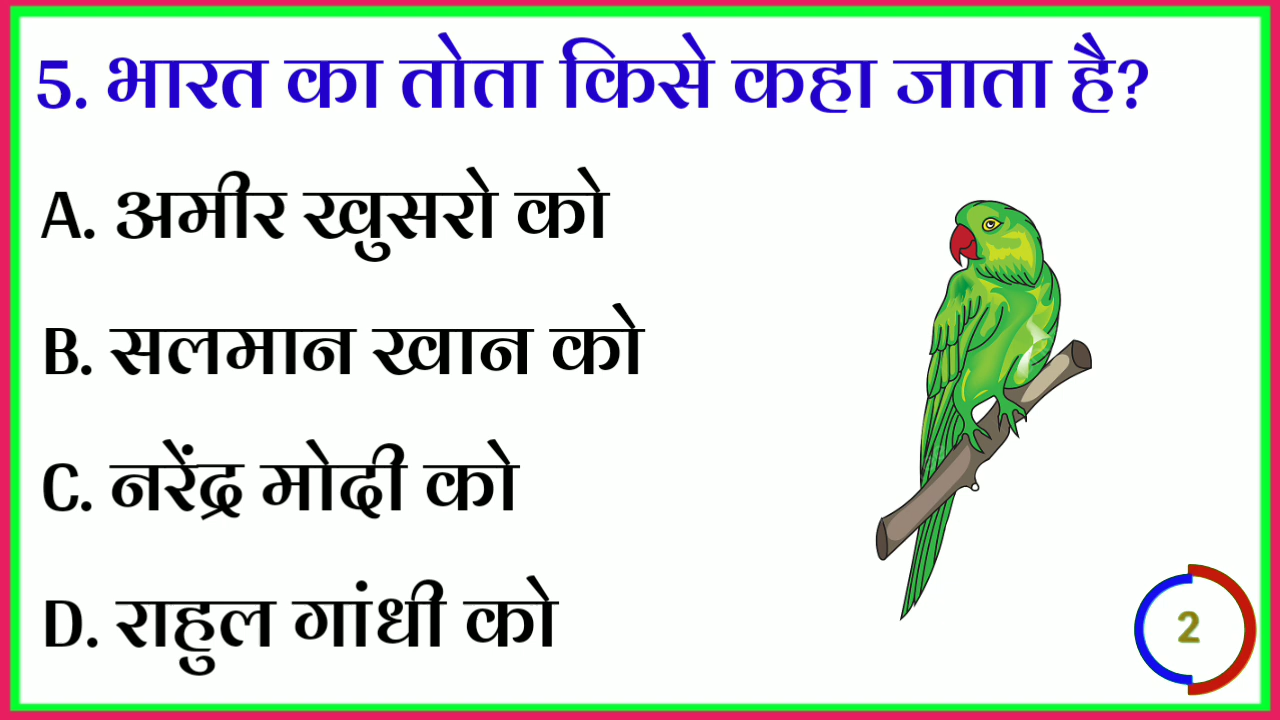 5. भारत का तोता किसे कहा जाता है?
A. अमीर खुसरो को
B. सलमान खान को
C. नरेंद्र मोदी को
D. राहुल गांधी को
2